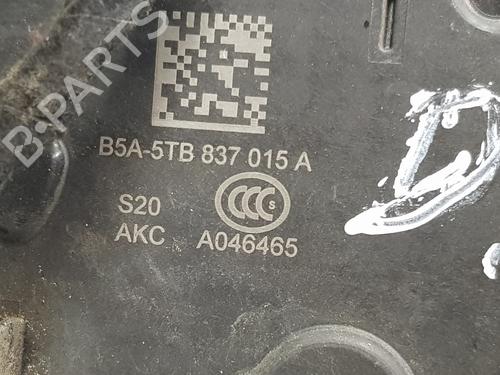 B-PARTS
B5A-5TB 837 015 A
S20
CCC S
AKC A046465
D